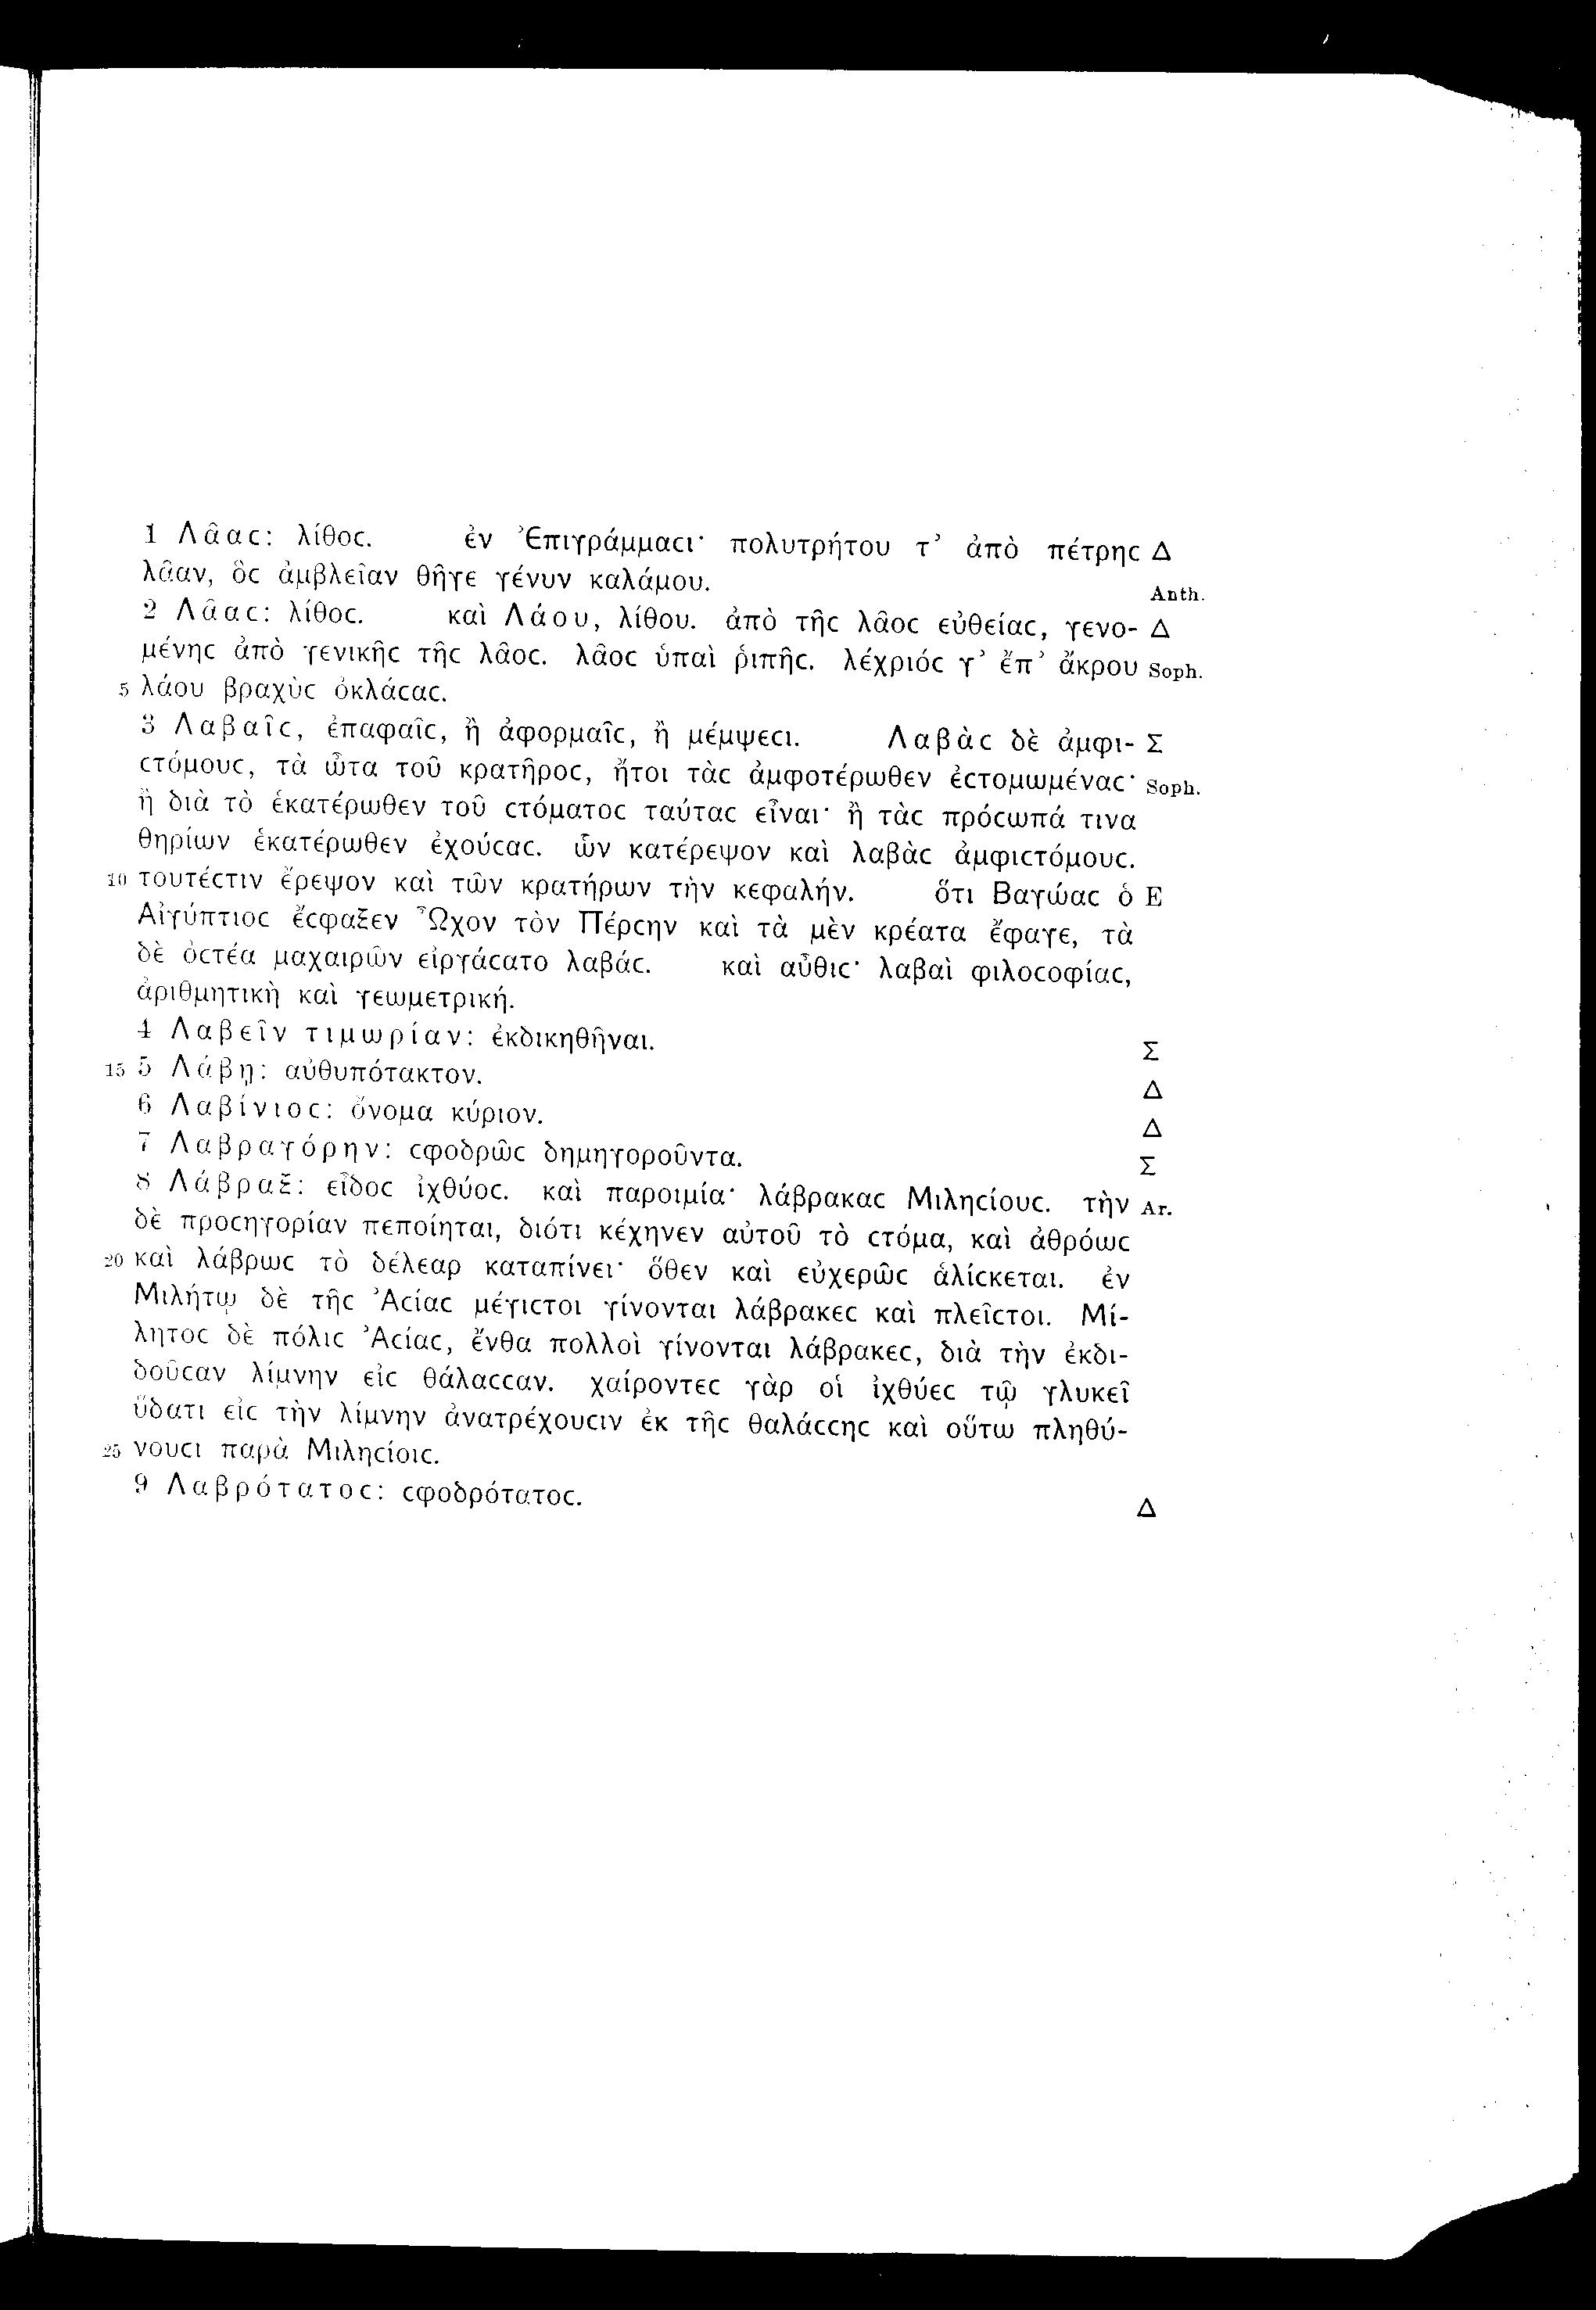 1 Λᾶαϲ: λίθοϲ. ἐν Ἐπιγράμμαϲι· πολυτρήτου τ᾽ ἀπὸ πέτρηϲ Δ
λᾶαν, ὃϲ ἀμβλεῖαν θῆγε γένυν καλάμου. Anth.
2 Λᾶαϲ: λίθοϲ. καὶ Λάου, λίθου. ἀπὸ τῆϲ λᾶοϲ εὐθείαϲ, γενο- Δ
μένηϲ ἀπὸ γενικῆϲ τῆϲ λᾶοϲ. λᾶοϲ ὑπαὶ ῥιπῆϲ. λέχριόϲ γ᾽ ἔπ᾽ ἄκρου Soph.
5 λάου βραχὺϲ ὀκλάϲαϲ.
3 Λαβαῖϲ, ἐπαφαῖϲ, ἢ ἀφορμαῖϲ, ἢ μέμψεϲι. Λαβὰϲ δὲ ἀμφι- Σ
ϲτόμουϲ, τὰ ὦτα τοῦ κρατῆροϲ, ἤτοι τὰϲ ἀμφοτέρωθεν ἐϲτομωμέναϲ· Soph.
ἢ διὰ τὸ ἑκατέρωθεν τοῦ ϲτόματοϲ ταύταϲ εἶναι· ἢ τὰϲ πρόϲωπά τινα
θηρίων ἑκατέρωθεν ἐχούϲαϲ. ὧν κατέρεψον καὶ λαβὰϲ ἀμφιϲτόμουϲ.
10 τουτέϲτιν ἔρεψον καὶ τῶν κρατήρων τὴν κεφαλήν. ὅτι Βαγώαϲ ὁ E
Αἰγύπτιοϲ ἔϲφαξεν Ὦχον τὸν Πέρϲην καὶ τὰ μὲν κρέατα ἔφαγε, τὰ
δὲ ὀϲτέα μαχαιρῶν εἰργάϲατο λαβάϲ. καὶ αὖθιϲ· λαβαὶ φιλοϲοφίαϲ,
ἀριθμητικὴ καὶ γεωμετρική.
4 Λαβεῖν τιμωρίαν: ἐκδικηθῆναι. Σ
15 5 Λάβῃ: αὐθυπότακτον. Δ
6 Λαβίνιοϲ: ὄνομα κύριον. Δ
7 Λαβραγόρην: ϲφοδρῶϲ δημηγοροῦντα. Σ
8 Λάβραξ: εἶδοϲ ἰχθύοϲ. καὶ παροιμία· λάβρακαϲ Μιληϲίουϲ. τὴν Ar.
δὲ προϲηγορίαν πεποίηται, διότι κέχηνεν αὐτοῦ τὸ ϲτόμα, καὶ ἀθρόωϲ
20 καὶ λάβρωϲ τὸ δέλεαρ καταπίνει· ὅθεν καὶ εὐχερῶϲ ἁλίϲκεται. ἐν
Μιλήτῳ δὲ τῆϲ Ἀϲίαϲ μέγιϲτοι γίνονται λάβρακεϲ καὶ πλεῖϲτοι. Μί-
λητοϲ δὲ πόλιϲ Ἀϲίαϲ, ἔνθα πολλοὶ γίνονται λάβρακεϲ, διὰ τὴν ἐκδι-
δοῦϲαν λίμνην εἰϲ θάλαϲϲαν. χαίροντεϲ γὰρ οἱ ἰχθύεϲ τῷ γλυκεῖ
ὕδατι εἰϲ τὴν λίμνην ἀνατρέχουϲιν ἐκ τῆϲ θαλάϲϲηϲ καὶ οὕτω πληθύ-
25 νουϲι παρὰ Μιληϲίοιϲ.
9 Λαβρότατοϲ: ϲφοδρότατοϲ. Δ